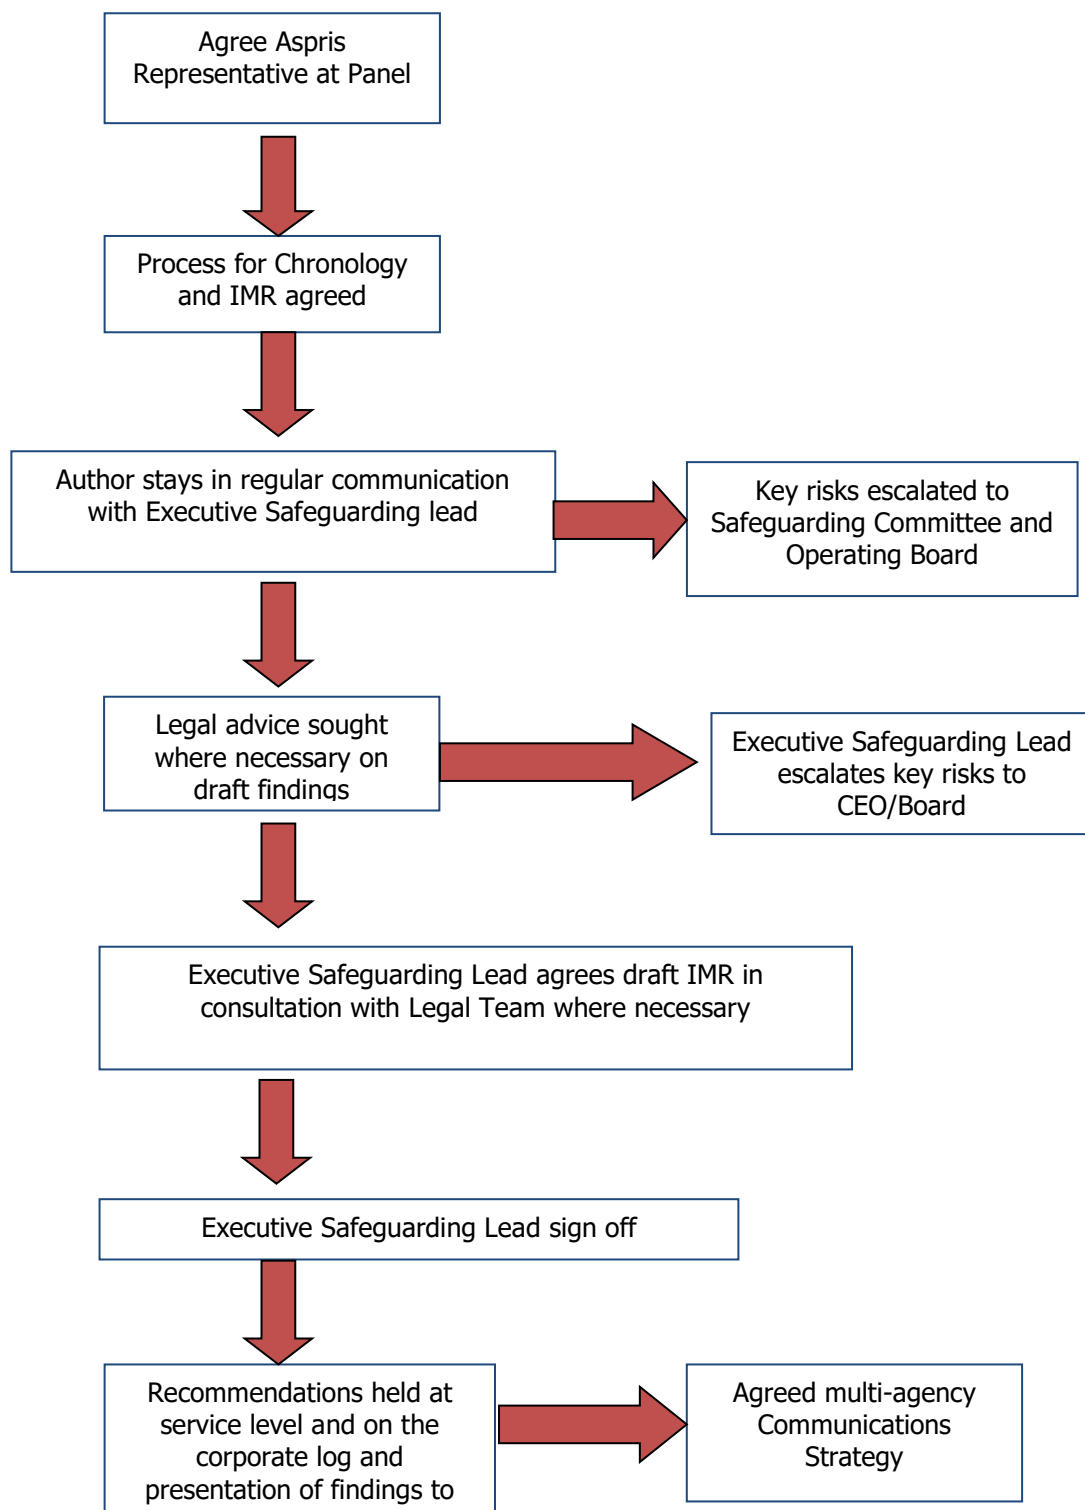 Agree Aspris
Representative at Panel
Process for Chronology
and IMR agreed
Author stays in regular communication
with Executive Safeguarding lead
Key risks escalated to
Safeguarding Committee and
Operating Board
Legal advice sought
where necessary on
draft findings
Executive Safeguarding Lead
escalates key risks to
CEO/Board
Executive Safeguarding Lead agrees draft IMR in
consultation with Legal Team where necessary
Executive Safeguarding Lead sign off
Recommendations held at
service level and on the
corporate log and
presentation of findings to
Agreed multi-agency
Communications
Strategy